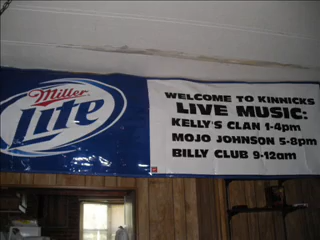 Miller
Lite
WELCOME TO KINNICKS
LIVE MUSIC:
KELLY'S CLAN 1-4pm
MOJO JOHNSON 5-8pm
BILLY CLUB 9-12am